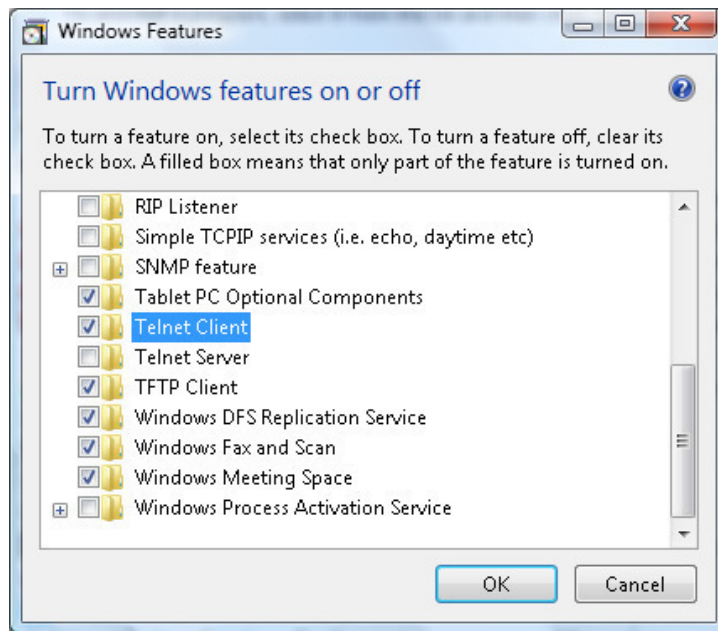 Windows Features
Turn Windows features on or off
To turn a feature on, select its check box. To turn a feature off, clear its
check box. A filled box means that only part of the feature is turned on.
RIP Listener
Simple TCPIP services (i.e. echo, daytime etc)
SNMP feature
Tablet PC Optional Components
Telnet Client
Telnet Server
TFTP Client
Windows DFS Replication Service
Windows Fax and Scan
Windows Meeting Space
Windows Process Activation Service
OK Cancel